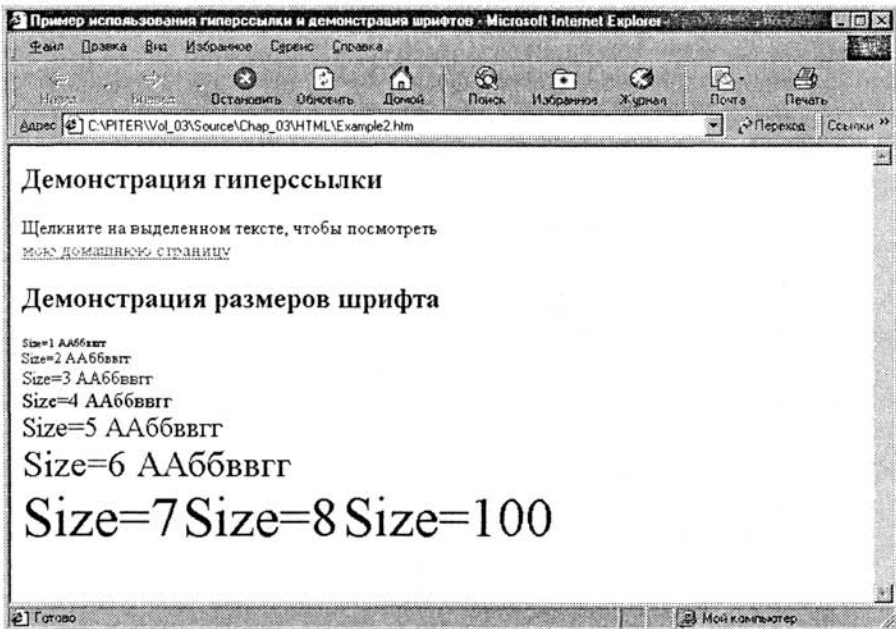 Пример использования гиперссылки и демонстрация шрифтов - Microsoft Internet Explorer
Файл Правка Вид Избранное Сервис Справка
Назад Вперед Остановить Обновить Домой Поиск Избранное Журнал Почта Печать
Адрес C:\PITER\Vol_03\Source\Chap_03\HTML\Example2.htm Переход Ссылки »
Демонстрация гиперссылки
Щелкните на выделенном тексте, чтобы посмотреть
мою домашнюю страницу
Демонстрация размеров шрифта
Size=1 ААббввгг
Size=2 ААббввгг
Size=3 ААббввгг
Size=4 ААббввгг
Size=5 ААббввгг
Size=6 ААббввгг
Size=7 Size=8 Size=100
Готово Мой компьютер